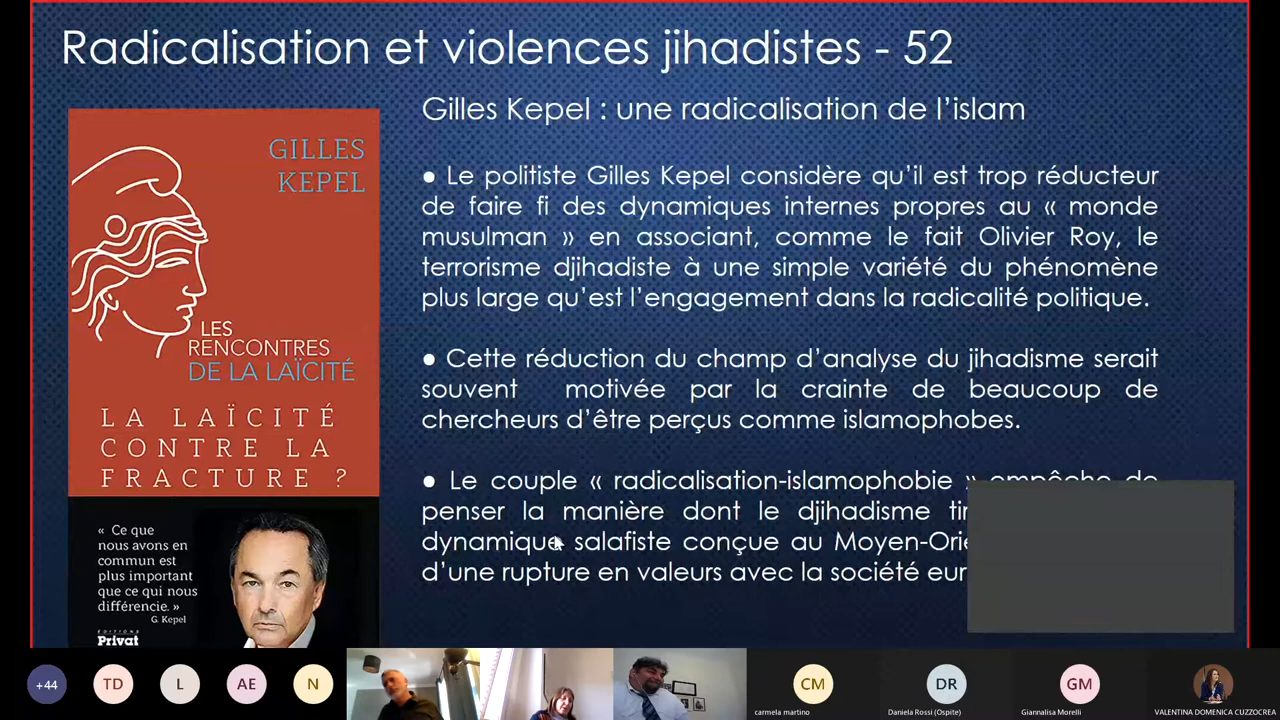 Radicalisation et violences jihadistes - 52
GILLES
KEPEL
LES
RENCONTRES
DE LA LAÏCITÉ
LA LAÏCITÉ
CONTRE LA
FRACTURE ?
« Ce que
nous avons en
commun est
plus important
que ce qui nous
différencie. »
G. Kepel
EDITIONS
Privat
Gilles Kepel : une radicalisation de l'islam
● Le politiste Gilles Kepel considère qu'il est trop réducteur
de faire fi des dynamiques internes propres au « monde
musulman » en associant, comme le fait Olivier Roy, le
terrorisme djihadiste à une simple variété du phénomène
plus large qu'est l'engagement dans la radicalité politique.
● Cette réduction du champ d'analyse du jihadisme serait
souvent motivée par la crainte de beaucoup de
chercheurs d'être perçus comme islamophobes.
● Le couple « radicalisation-islamophobie » empêche de
penser la manière dont le djihadisme
dynamique salafiste conçue au
d'une rupture en valeurs avec la société
+44
TD
L
AE
N
CM
carmela martino
DR
Daniela Rossi (Ospite)
GM
Giannalisa Morelli
VALENTINA DOMENICA CUZZOCREA